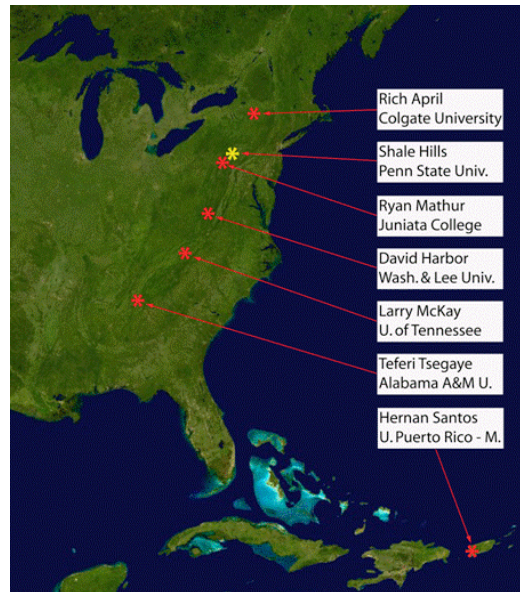 Rich April
Colgate University
Shale Hills
Penn State Univ.
Ryan Mathur
Juniata College
David Harbor
Wash. & Lee Univ.
Larry McKay
U. of Tennessee
Teferi Tsegaye
Alabama A&M U.
Hernan Santos
U. Puerto Rico - M.